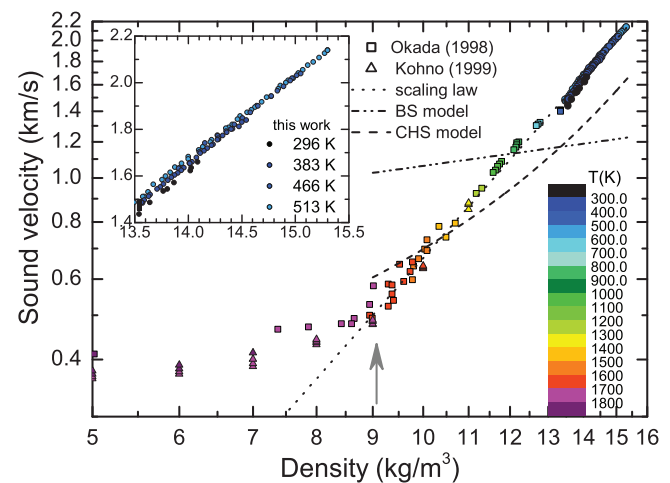 Sound velocity (km/s)
2.2
2.0
1.8
1.6
1.4
1.2
1.0
0.8
0.6
0.4
2.2
2.0
1.8
1.6
1.4
13.5 14.0 14.5 15.0 15.5
this work
296 K
383 K
466 K
513 K
Okada (1998)
Kohno (1999)
scaling law
BS model
CHS model
T(K)
300.0
400.0
500.0
600.0
700.0
800.0
900.0
1000
1100
1200
1300
1400
1500
1600
1700
1800
5 6 7 8 9 10 11 12 13 14 15 16
Density (kg/m³)